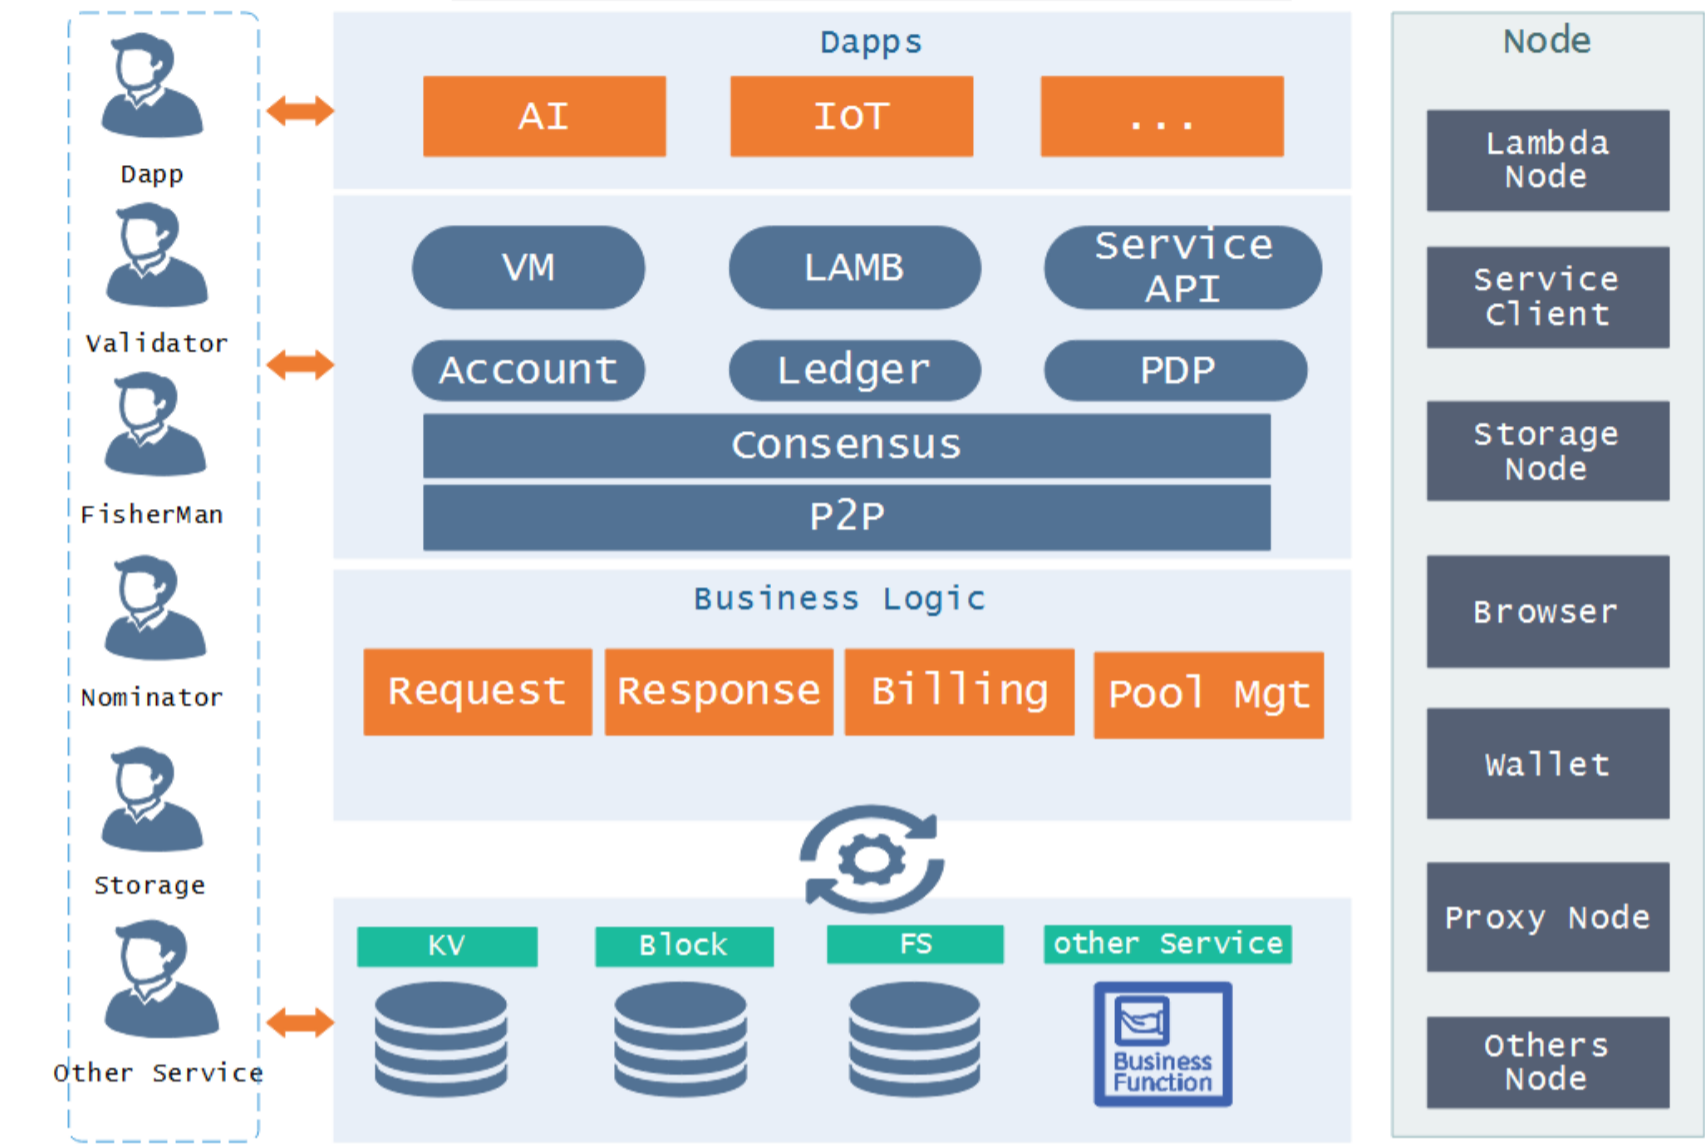 Dapp
Validator
FisherMan
Nominator
Storage
Other Service
Dapps
AI
IoT
...
VM
LAMB
Service
API
Account
Ledger
PDP
Consensus
P2P
Business Logic
Request
Response
Billing
Pool Mgt
KV
Block
FS
other Service
Business
Function
Node
Lambda
Node
Service
Client
Storage
Node
Browser
Wallet
Proxy Node
Others
Node